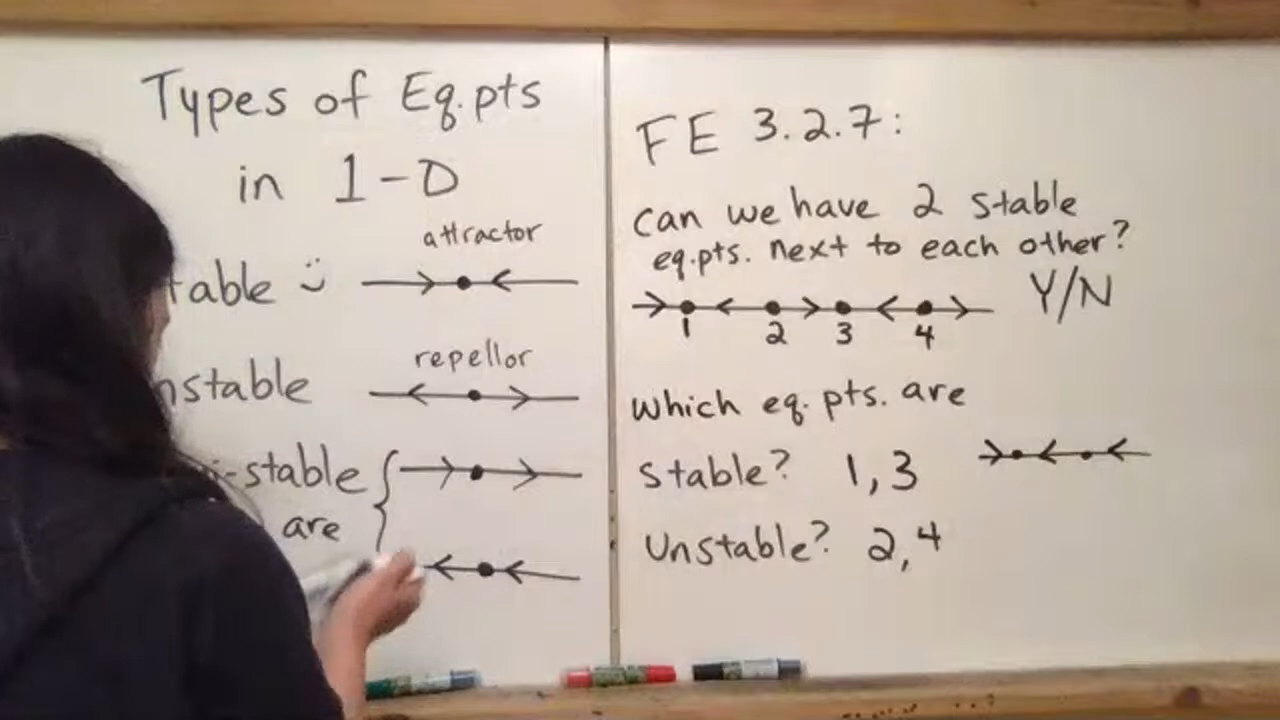 Types of Eq.pts
in 1-D
attractor
table :)
repellor
nstable
i-stable
are
FE 3.2.7:
Can we have 2 stable
eq.pts. next to each other?
Y/N
1 2 3 4
Which eq. pts. are
Stable? 1,3
Unstable? 2,4